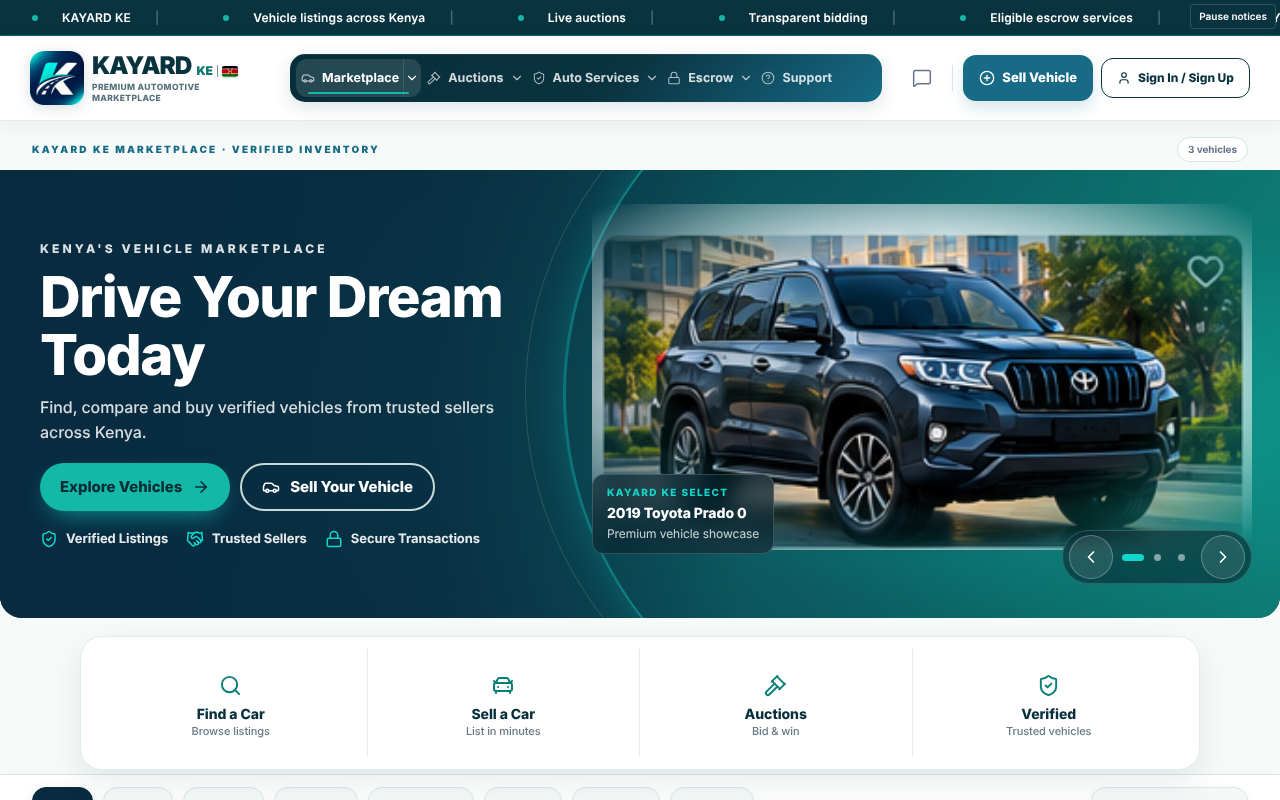 KAYARD KE
Vehicle listings across Kenya
Live auctions
Transparent bidding
Eligible escrow services
Pause notices
KAYARD KE
PREMIUM AUTOMOTIVE
MARKETPLACE
Marketplace
Auctions
Auto Services
Escrow
Support
Sell Vehicle
Sign In / Sign Up
KAYARD KE MARKETPLACE · VERIFIED INVENTORY
3 vehicles
KENYA'S VEHICLE MARKETPLACE
Drive Your Dream
Today
Find, compare and buy verified vehicles from trusted sellers
across Kenya.
Explore Vehicles
Sell Your Vehicle
Verified Listings
Trusted Sellers
Secure Transactions
KAYARD KE SELECT
2019 Toyota Prado 0
Premium vehicle showcase
Find a Car
Browse listings
Sell a Car
List in minutes
Auctions
Bid & win
Verified
Trusted vehicles